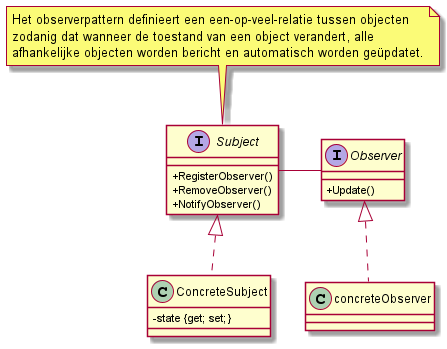 Het observerpattern definieert een een-op-veel-relatie tussen objecten
zodanig dat wanneer de toestand van een object verandert, alle
afhankelijke objecten worden bericht en automatisch worden geüpdatet.
I Subject
+RegisterObserver()
+RemoveObserver()
+NotifyObserver()
I Observer
+Update()
C ConcreteSubject
-state {get; set; }
C concreteObserver